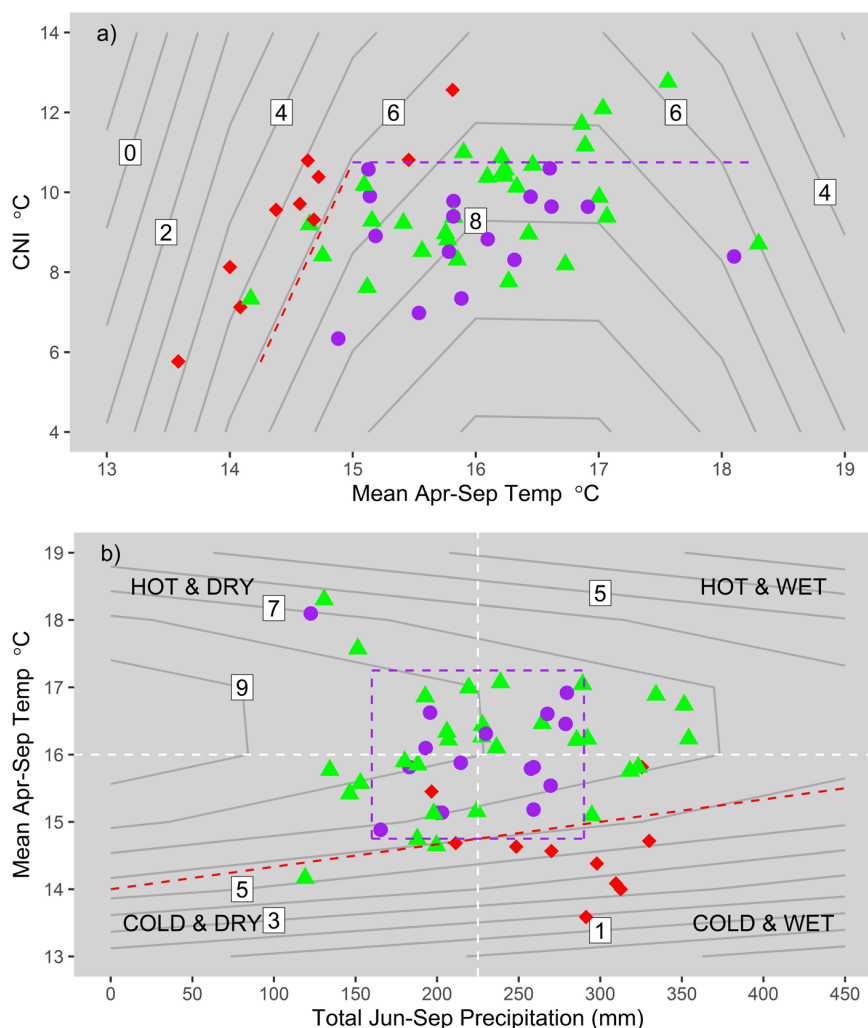 a)
14
12
10
8
6
4
CNI °C
0
2
4
6
8
6
4
13 14 15 16 17 18 19
Mean Apr-Sep Temp °C
b)
19
18
17
16
15
14
13
Mean Apr-Sep Temp °C
HOT & DRY
HOT & WET
7
5
9
5
3
1
COLD & DRY
COLD & WET
0 50 100 150 200 250 300 350 400 450
Total Jun-Sep Precipitation (mm)